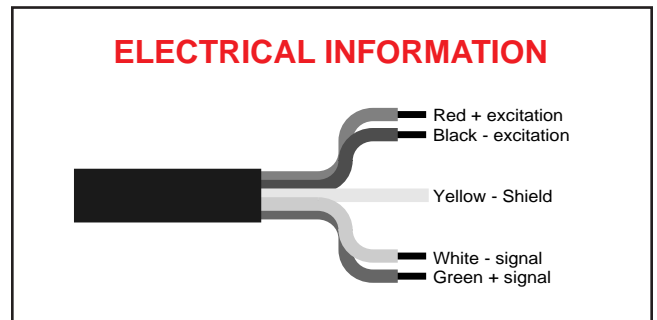 ELECTRICAL INFORMATION
Red + excitation
Black - excitation
Yellow - Shield
White - signal
Green + signal